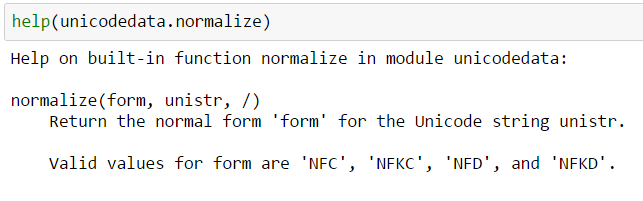 help(unicodedata.normalize)
Help on built-in function normalize in module unicodedata:
normalize(form, unistr, /)
Return the normal form 'form' for the Unicode string unistr.
Valid values for form are 'NFC', 'NFKC', 'NFD', and 'NFKD'.